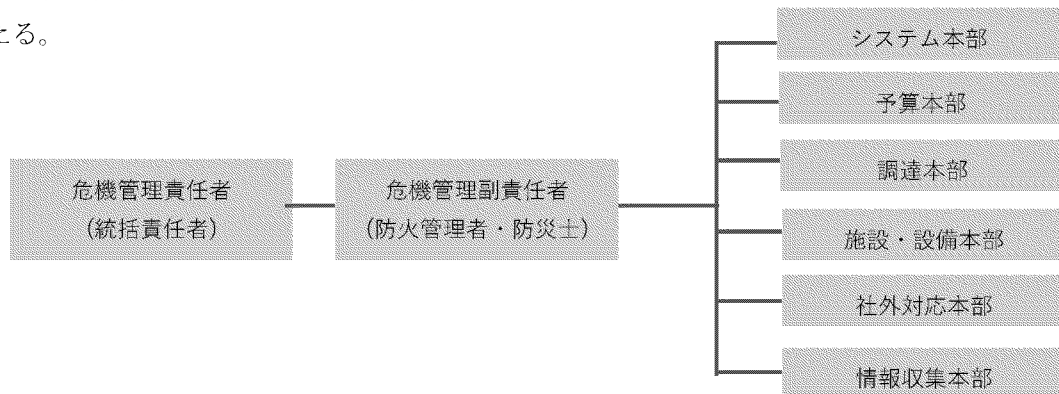 たる。
危機管理責任者
(統括責任者)
危機管理副責任者
(防火管理者・防災士)
システム本部
予算本部
調達本部
施設・設備本部
社外対応本部
情報収集本部